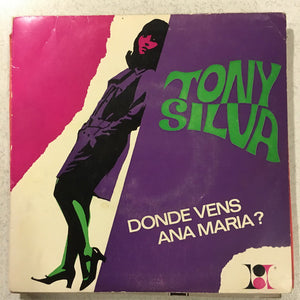 TONY
SILVA
DONDE VENS
ANA MARIA?